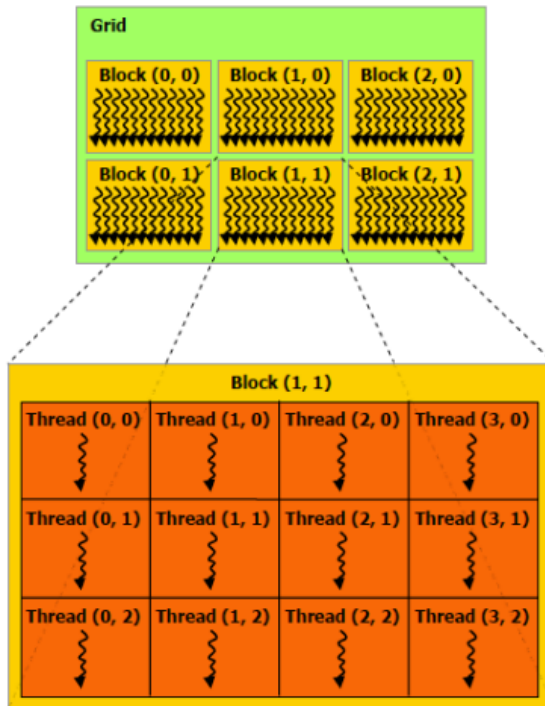 Grid
Block (0, 0) Block (1, 0) Block (2, 0)
Block (0, 1) Block (1, 1) Block (2, 1)
Block (1, 1)
Thread (0, 0) Thread (1, 0) Thread (2, 0) Thread (3, 0)
Thread (0, 1) Thread (1, 1) Thread (2, 1) Thread (3, 1)
Thread (0, 2) Thread (1, 2) Thread (2, 2) Thread (3, 2)